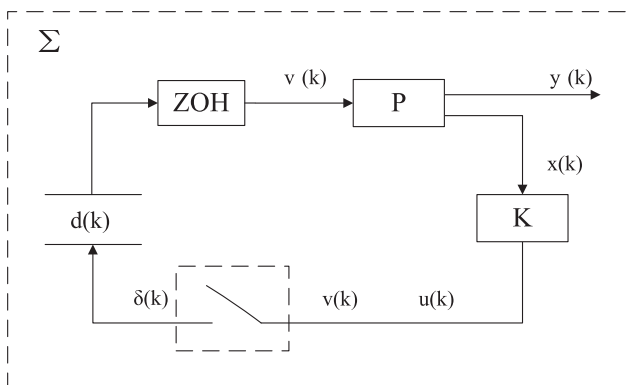 Σ
v (k)
y (k)
ZOH
P
x(k)
d(k)
K
δ(k)
v(k)
u(k)